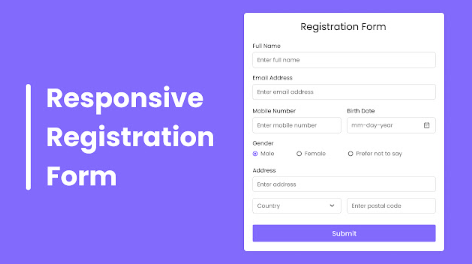 Responsive
Registration
Form
Registration Form
Full Name
Enter full name
Email Address
Enter email address
Mobile Number Birth Date
Enter mobile number mm-day-year
Gender
Male Female Prefer not to say
Address
Enter address
Country Enter postal code
Submit